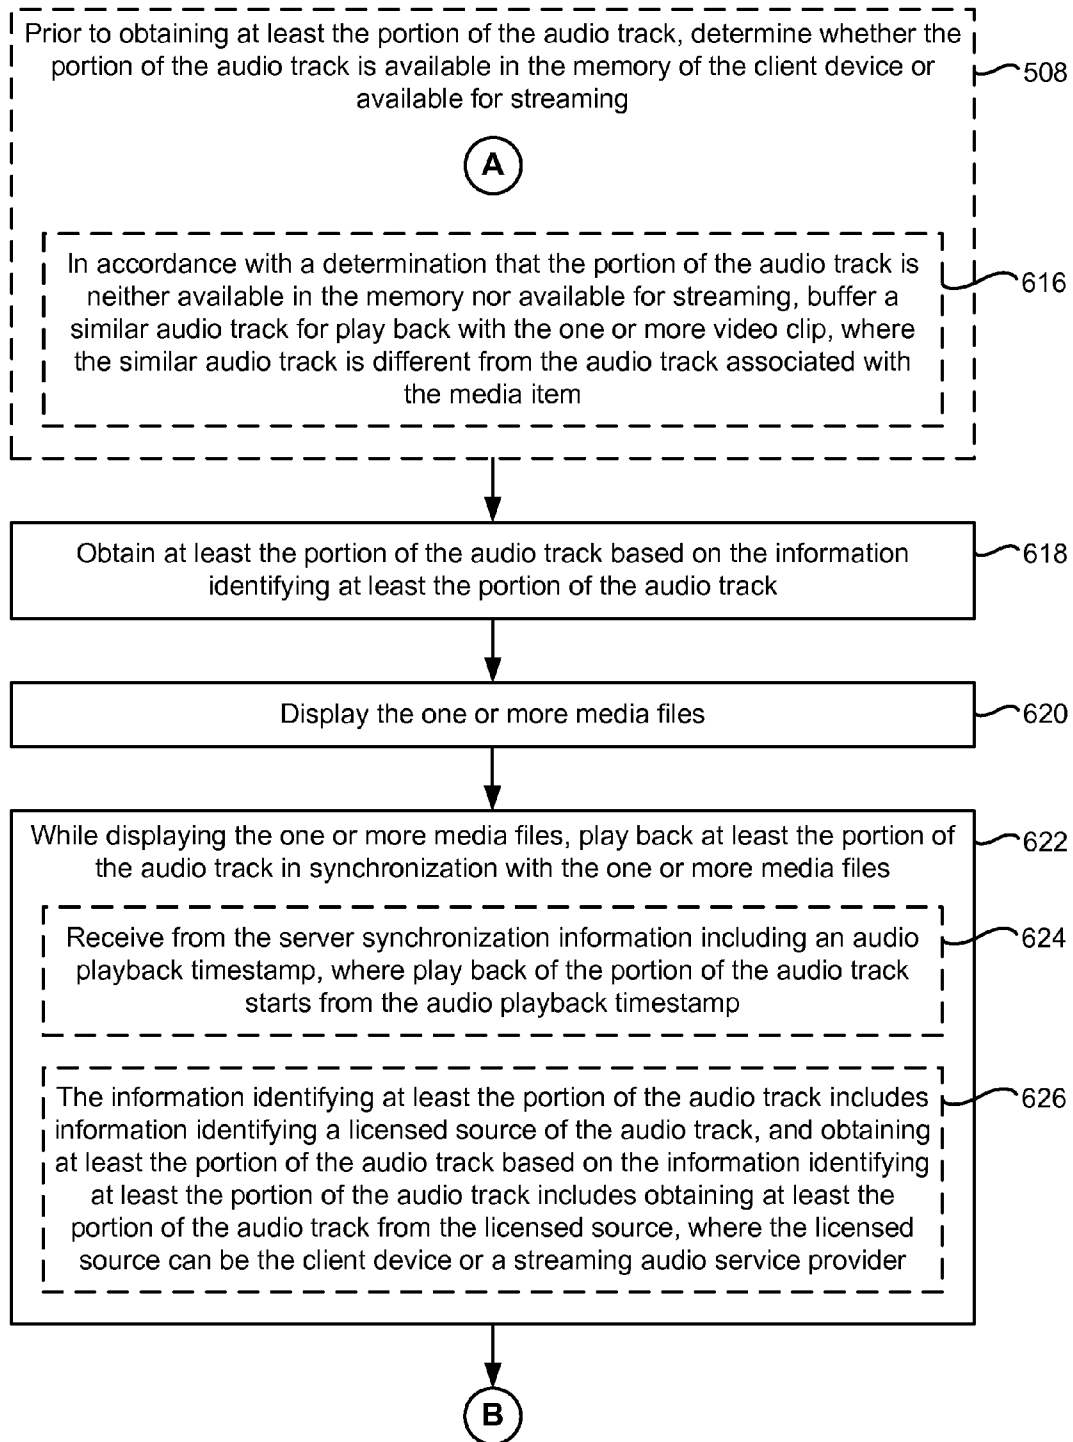 Prior to obtaining at least the portion of the audio track, determine whether the
portion of the audio track is available in the memory of the client device or
available for streaming
508
A
In accordance with a determination that the portion of the audio track is
neither available in the memory nor available for streaming, buffer a
similar audio track for play back with the one or more video clip, where
the similar audio track is different from the audio track associated with
the media item
616
Obtain at least the portion of the audio track based on the information
identifying at least the portion of the audio track
618
Display the one or more media files
620
While displaying the one or more media files, play back at least the portion of
the audio track in synchronization with the one or more media files
622
Receive from the server synchronization information including an audio
playback timestamp, where play back of the portion of the audio track
starts from the audio playback timestamp
624
The information identifying at least the portion of the audio track includes
information identifying a licensed source of the audio track, and obtaining
at least the portion of the audio track based on the information identifying
at least the portion of the audio track includes obtaining at least the
portion of the audio track from the licensed source, where the licensed
source can be the client device or a streaming audio service provider
626
B